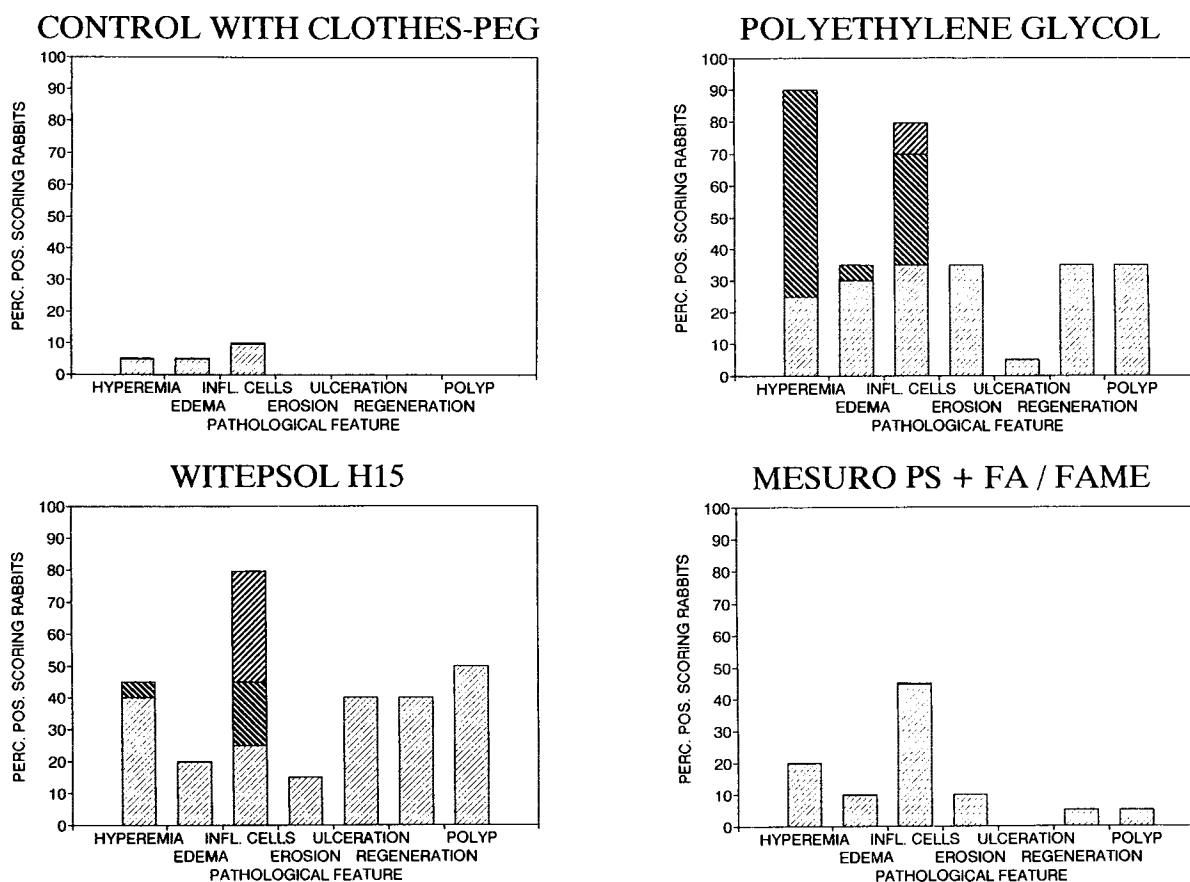 CONTROL WITH CLOTHES-PEG
PERC. POS. SCORING RABBITS
100
90
80
70
60
50
40
30
20
10
0
HYPEREMIA INFL. CELLS ULCERATION POLYP
EDEMA EROSION REGENERATION
PATHOLOGICAL FEATURE
POLYETHYLENE GLYCOL
PERC. POS. SCORING RABBITS
100
90
80
70
60
50
40
30
20
10
0
HYPEREMIA INFL. CELLS ULCERATION POLYP
EDEMA EROSION REGENERATION
PATHOLOGICAL FEATURE
WITEPSOL H15
PERC. POS. SCORING RABBITS
100
90
80
70
60
50
40
30
20
10
0
HYPEREMIA INFL. CELLS ULCERATION POLYP
EDEMA EROSION REGENERATION
PATHOLOGICAL FEATURE
MESURO PS + FA / FAME
PERC. POS. SCORING RABBITS
100
90
80
70
60
50
40
30
20
10
0
HYPEREMIA INFL. CELLS ULCERATION POLYP
EDEMA EROSION REGENERATION
PATHOLOGICAL FEATURE